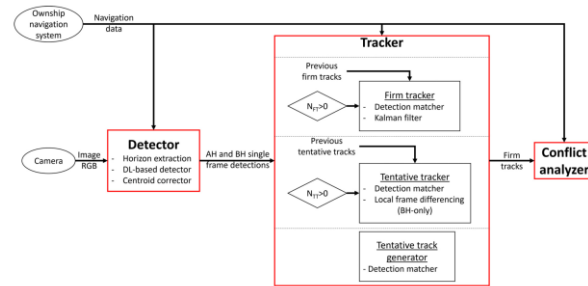 Ownship
navigation
system
Navigation
data
Tracker
Previous
firm tracks
N_FT>0
Firm tracker
- Detection matcher
- Kalman filter
Camera
Image
RGB
Detector
- Horizon extraction
- DL-based detector
- Centroid corrector
AH and BH single
frame detections
Previous
tentative tracks
N_TT>0
Tentative tracker
- Detection matcher
- Local frame differencing
(BH-only)
Firm
tracks
Conflict
analyzer
Tentative track
generator
- Detection matcher